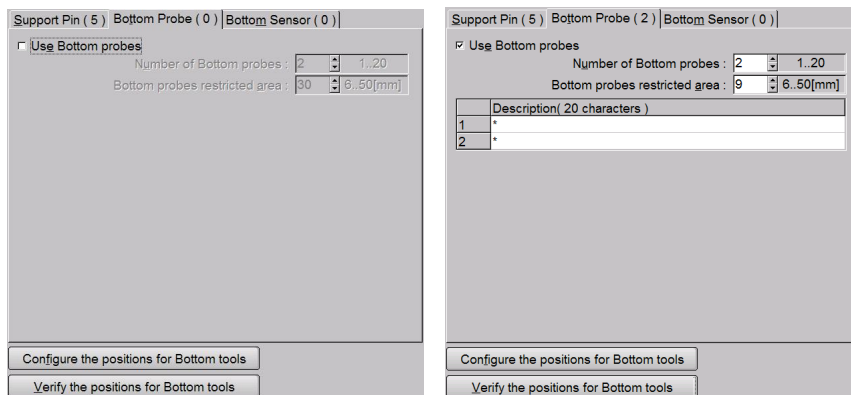 Support Pin ( 5 ) Bottom Probe ( 0 ) Bottom Sensor ( 0 )
Use Bottom probes
Number of Bottom probes : 2 1..20
Bottom probes restricted area : 30 6..50[mm]
Configure the positions for Bottom tools
Verify the positions for Bottom tools
Support Pin ( 5 ) Bottom Probe ( 2 ) Bottom Sensor ( 0 )
Use Bottom probes
Number of Bottom probes : 2 1..20
Bottom probes restricted area : 9 6..50[mm]
Description( 20 characters )
1 *
2 *
Configure the positions for Bottom tools
Verify the positions for Bottom tools